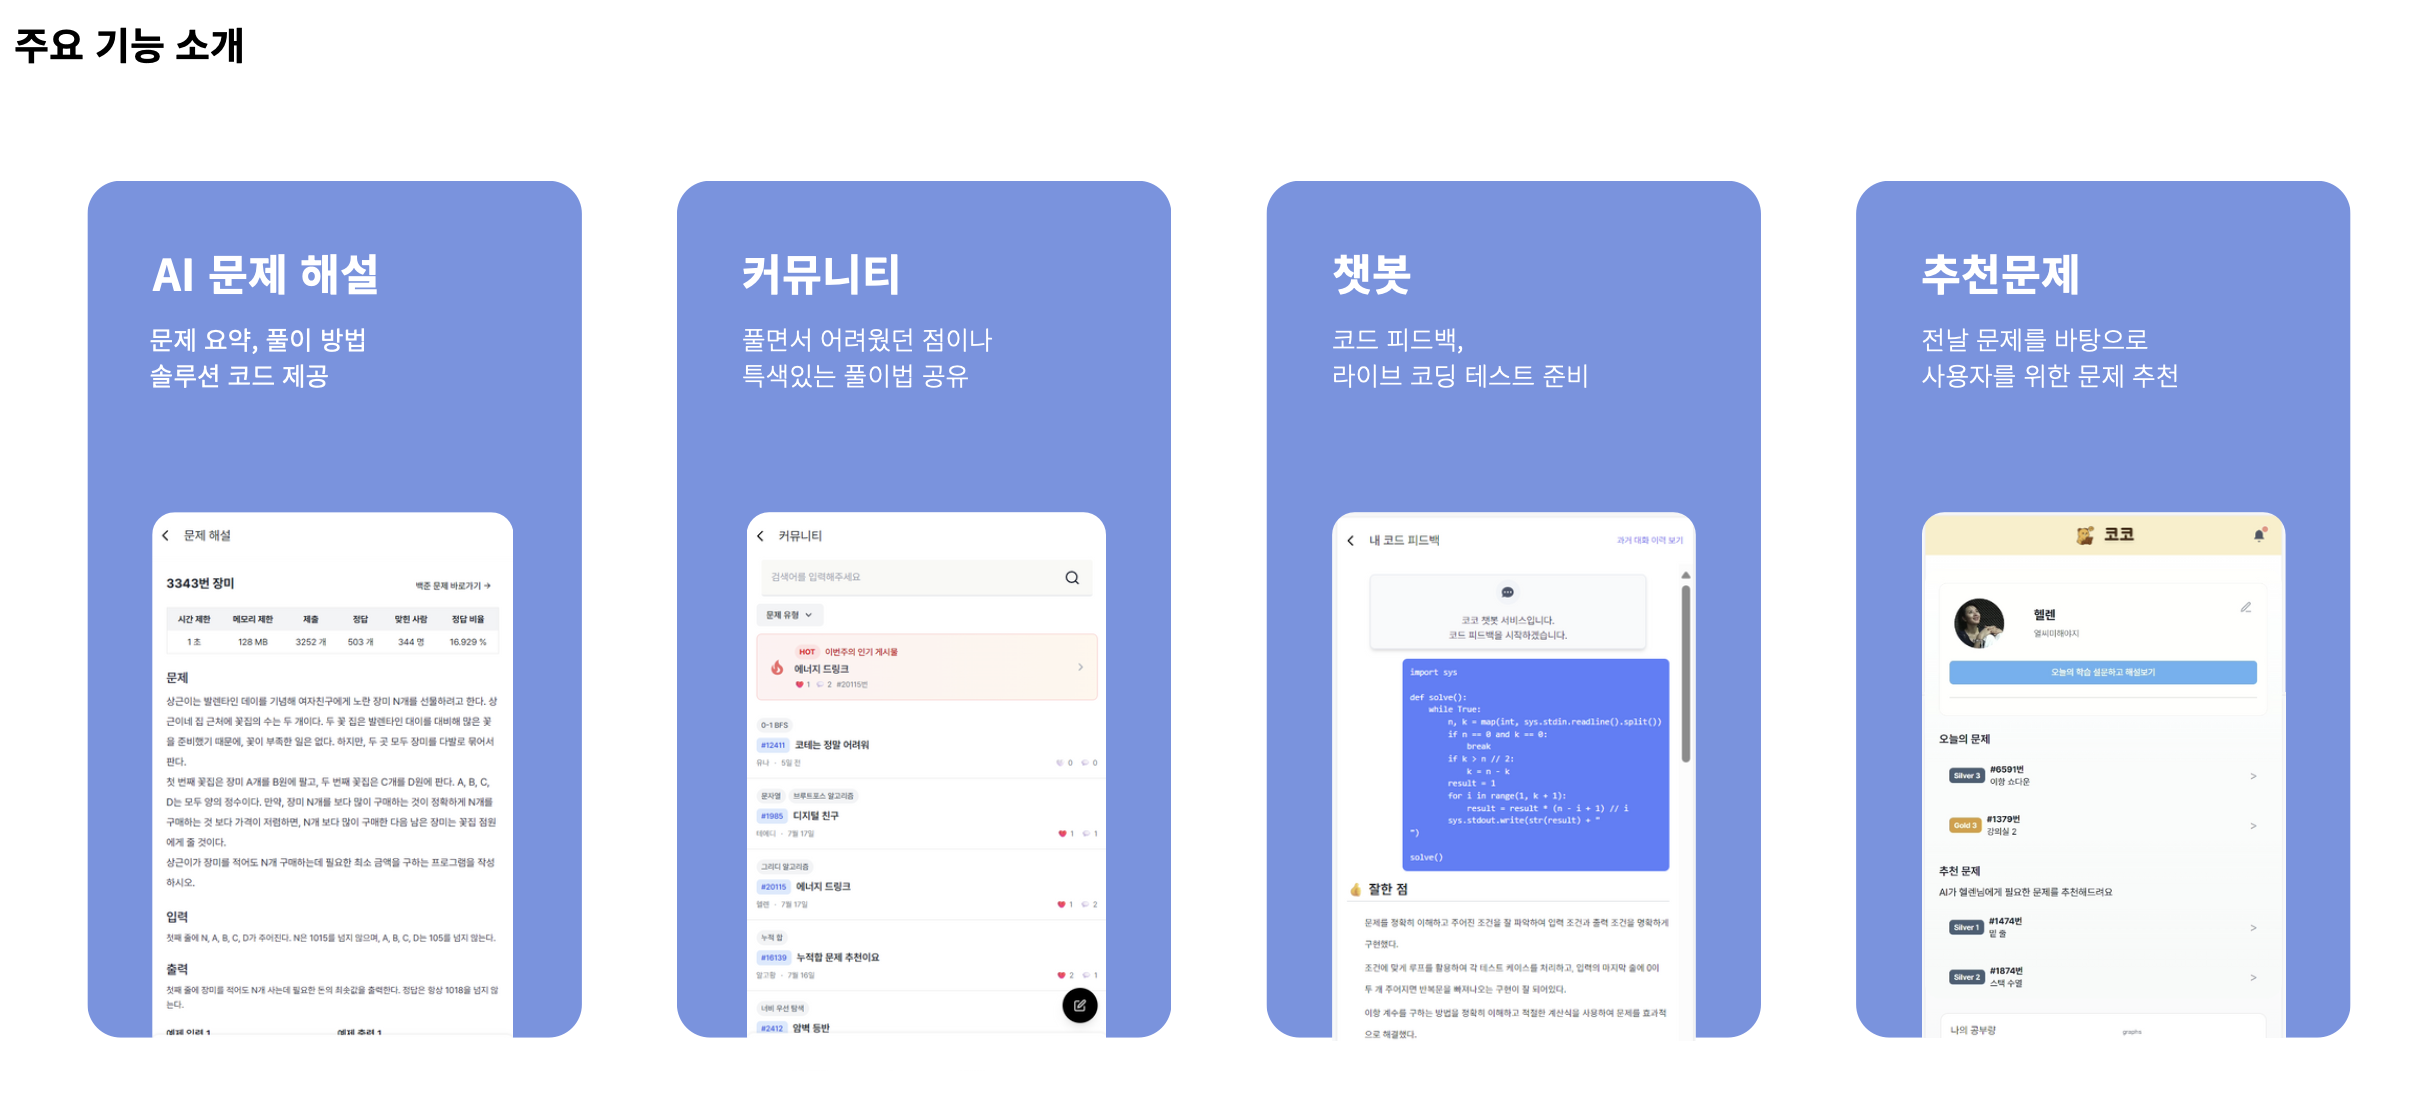 주요 기능 소개
AI 문제 해설
문제 요약, 풀이 방법
솔루션 코드 제공
문제 해설
3343번 장미
백준 문제 바로가기 →
시간 제한 메모리 제한 제출 정답 맞힌 사람 정답 비율
1 초 128 MB 3252 개 503 개 344 명 16.929 %
문제
상근이는 발렌타인 데이를 기념해 여자친구에게 노란 장미 N개를 선물하려고 한다. 상
근이네 집 근처에 꽃집의 수는 두 개이다. 두 꽃 집은 발렌타인 대이를 대비해 많은 꽃
을 준비했기 때문에, 꽃이 부족한 일은 없다. 하지만, 두 곳 모두 장미를 다발로 묶어서
판다.
첫 번째 꽃집은 장미 A개를 B원에 팔고, 두 번째 꽃집은 C개를 D원에 판다. A, B, C,
D는 모두 양의 정수이다. 만약, 장미 N개를 보다 많이 구매하는 것이 정확하게 N개를
구매하는 것 보다 가격이 저렴하면, N개 보다 많이 구매한 다음 남은 장미는 꽃집 점원
에게 줄 것이다.
상근이가 장미를 적어도 N개 구매하는데 필요한 최소 금액을 구하는 프로그램을 작성
하시오.
입력
첫째 줄에 N, A, B, C, D가 주어진다. N은 1015를 넘지 않으며, A, B, C, D는 105를 넘지 않는다.
출력
첫째 줄에 장미를 적어도 N개 사는데 필요한 돈의 최솟값을 출력한다. 정답은 항상 1018을 넘지 않
는다.
예제 입력 1 예제 출력 1
커뮤니티
풀면서 어려웠던 점이나
특색있는 풀이법 공유
커뮤니티
검색어를 입력해주세요
문제 유형
HOT 이번주의 인기 게시물
에너지 드링크
1 2 #20115번
0-1 BFS
#12411 코테는 정말 어려워
유나 · 5일 전 0 0
문자열 브루트포스 알고리즘
#1985 디지털 친구
테메디 · 7월 17일 1 1
그리디 알고리즘
#20115 에너지 드링크
헬렌 · 7월 17일 1 2
누적 합
#16139 누적합 문제 추천이요
알고황 · 7월 16일 2 1
너비 우선 탐색
#2412 암벽 등반
챗봇
코드 피드백,
라이브 코딩 테스트 준비
내 코드 피드백
과거 대화 이력 보기
코코 챗봇 서비스입니다.
코드 피드백을 시작하겠습니다.
import sys
def solve():
while True:
n, k = map(int, sys.stdin.readline().split())
if n == 0 and k == 0:
break
if k > n // 2:
k = n - k
result = 1
for i in range(1, k + 1):
result = result * (n - i + 1) // i
sys.stdout.write(str(result) + "
")
solve()
잘한 점
문제를 정확히 이해하고 주어진 조건을 잘 파악하여 입력 조건과 출력 조건을 명확하게
구현했다.
조건에 맞게 루프를 활용하여 각 테스트 케이스를 처리하고, 입력의 마지막 줄에 0이
두 개 주어지면 반복문을 빠져나오는 구현이 잘 되어있다.
이항 계수를 구하는 방법을 정확히 이해하고 적절한 계산식을 사용하여 문제를 효과적
으로 해결했다.
추천문제
전날 문제를 바탕으로
사용자를 위한 문제 추천
코코
헬렌
열씨미해야지
오늘의 학습 설문하고 해설보기
오늘의 문제
Silver 3 #6591번
이항 쇼다운
Gold 3 #1379번
강의실 2
추천 문제
AI가 헬렌님에게 필요한 문제를 추천해드려요
Silver 1 #1474번
밑 줄
Silver 2 #1874번
스택 수열
나의 공부량
graphs